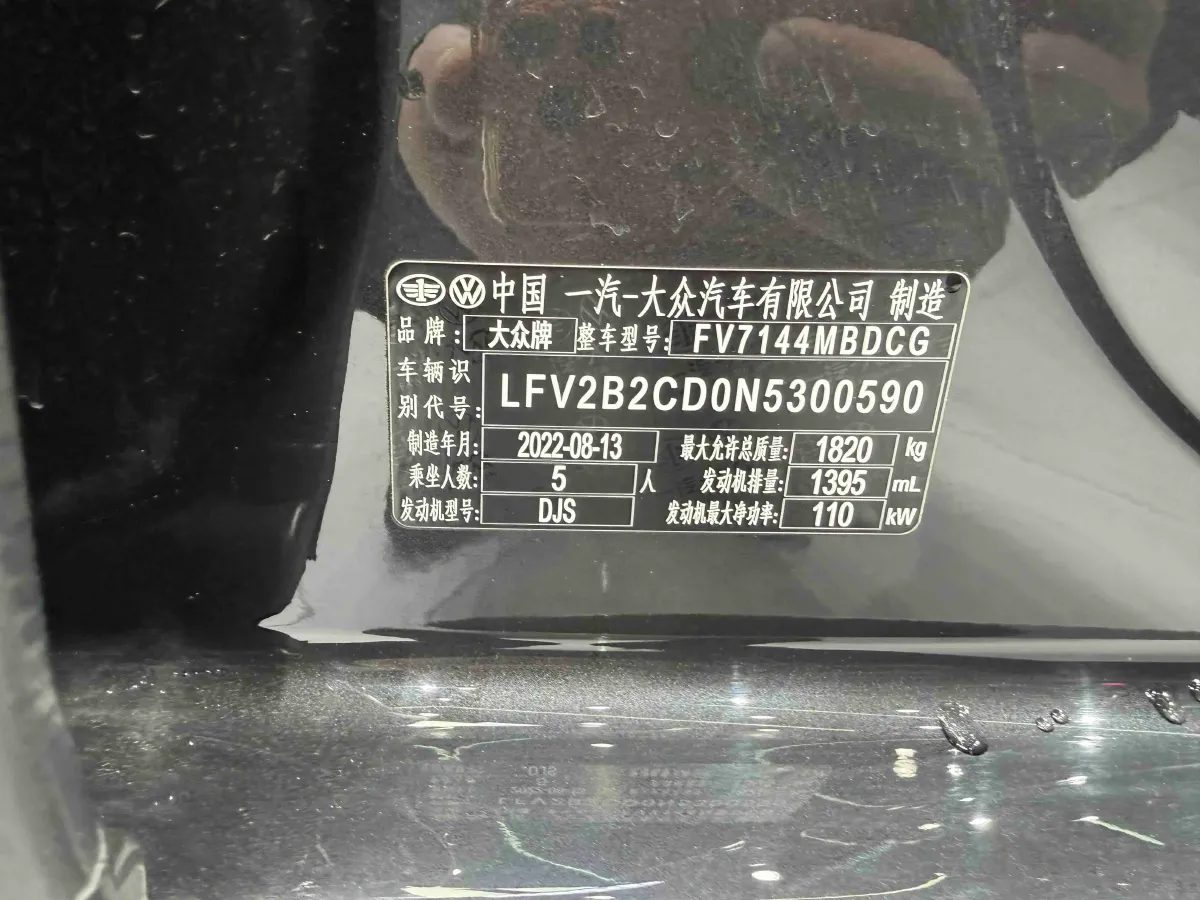 中国 一汽-大众汽车有限公司 制造
品牌: 大众牌 整车型号: FV7144MBDCG
车辆识别代号: LFV2B2CD0N5300590
制造年月: 2022-08-13 最大允许总质量: 1820 kg
乘坐人数: 5 人 发动机排量: 1395 mL
发动机型号: DJS 发动机最大净功率: 110 kW